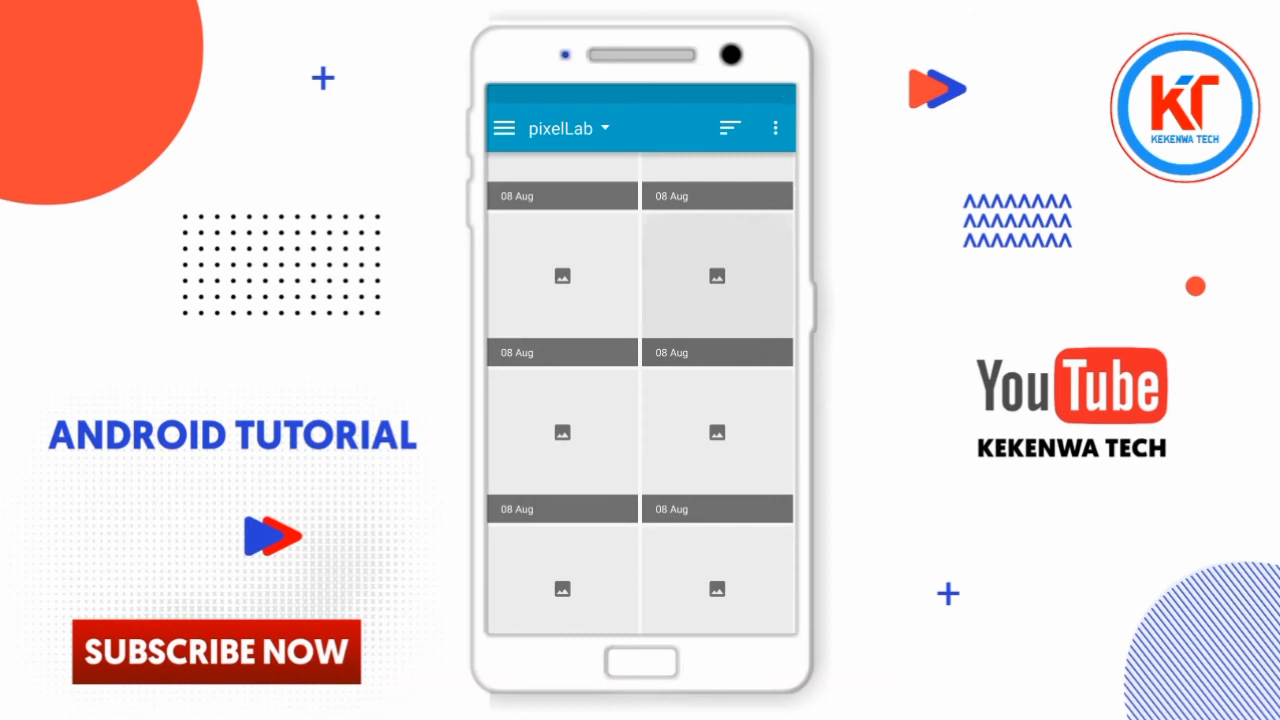 pixelLab
KT
KEKENWA TECH
08 Aug 08 Aug
08 Aug 08 Aug
08 Aug 08 Aug
YouTube
KEKENWA TECH
ANDROID TUTORIAL
SUBSCRIBE NOW